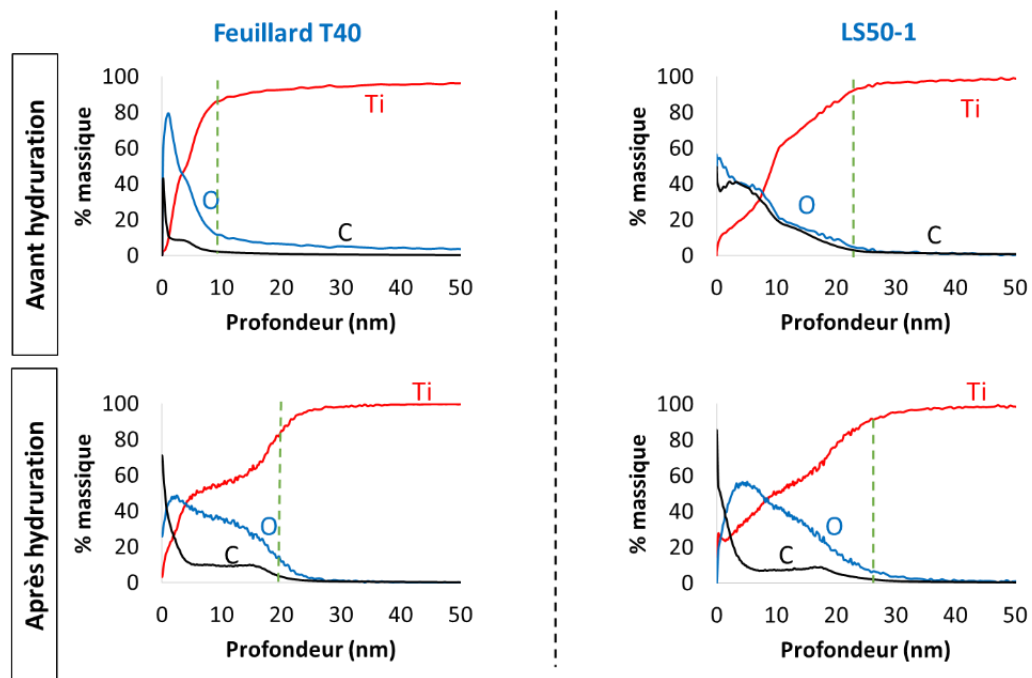 Feuillard T40
LS50-1
Avant hydruration
% massique
100
80
60
40
20
0
Ti
O
C
0 10 20 30 40 50
Profondeur (nm)
% massique
100
80
60
40
20
0
Ti
O
C
0 10 20 30 40 50
Profondeur (nm)
Après hydruration
% massique
100
80
60
40
20
0
Ti
O
C
0 10 20 30 40 50
Profondeur (nm)
% massique
100
80
60
40
20
0
Ti
O
C
0 10 20 30 40 50
Profondeur (nm)